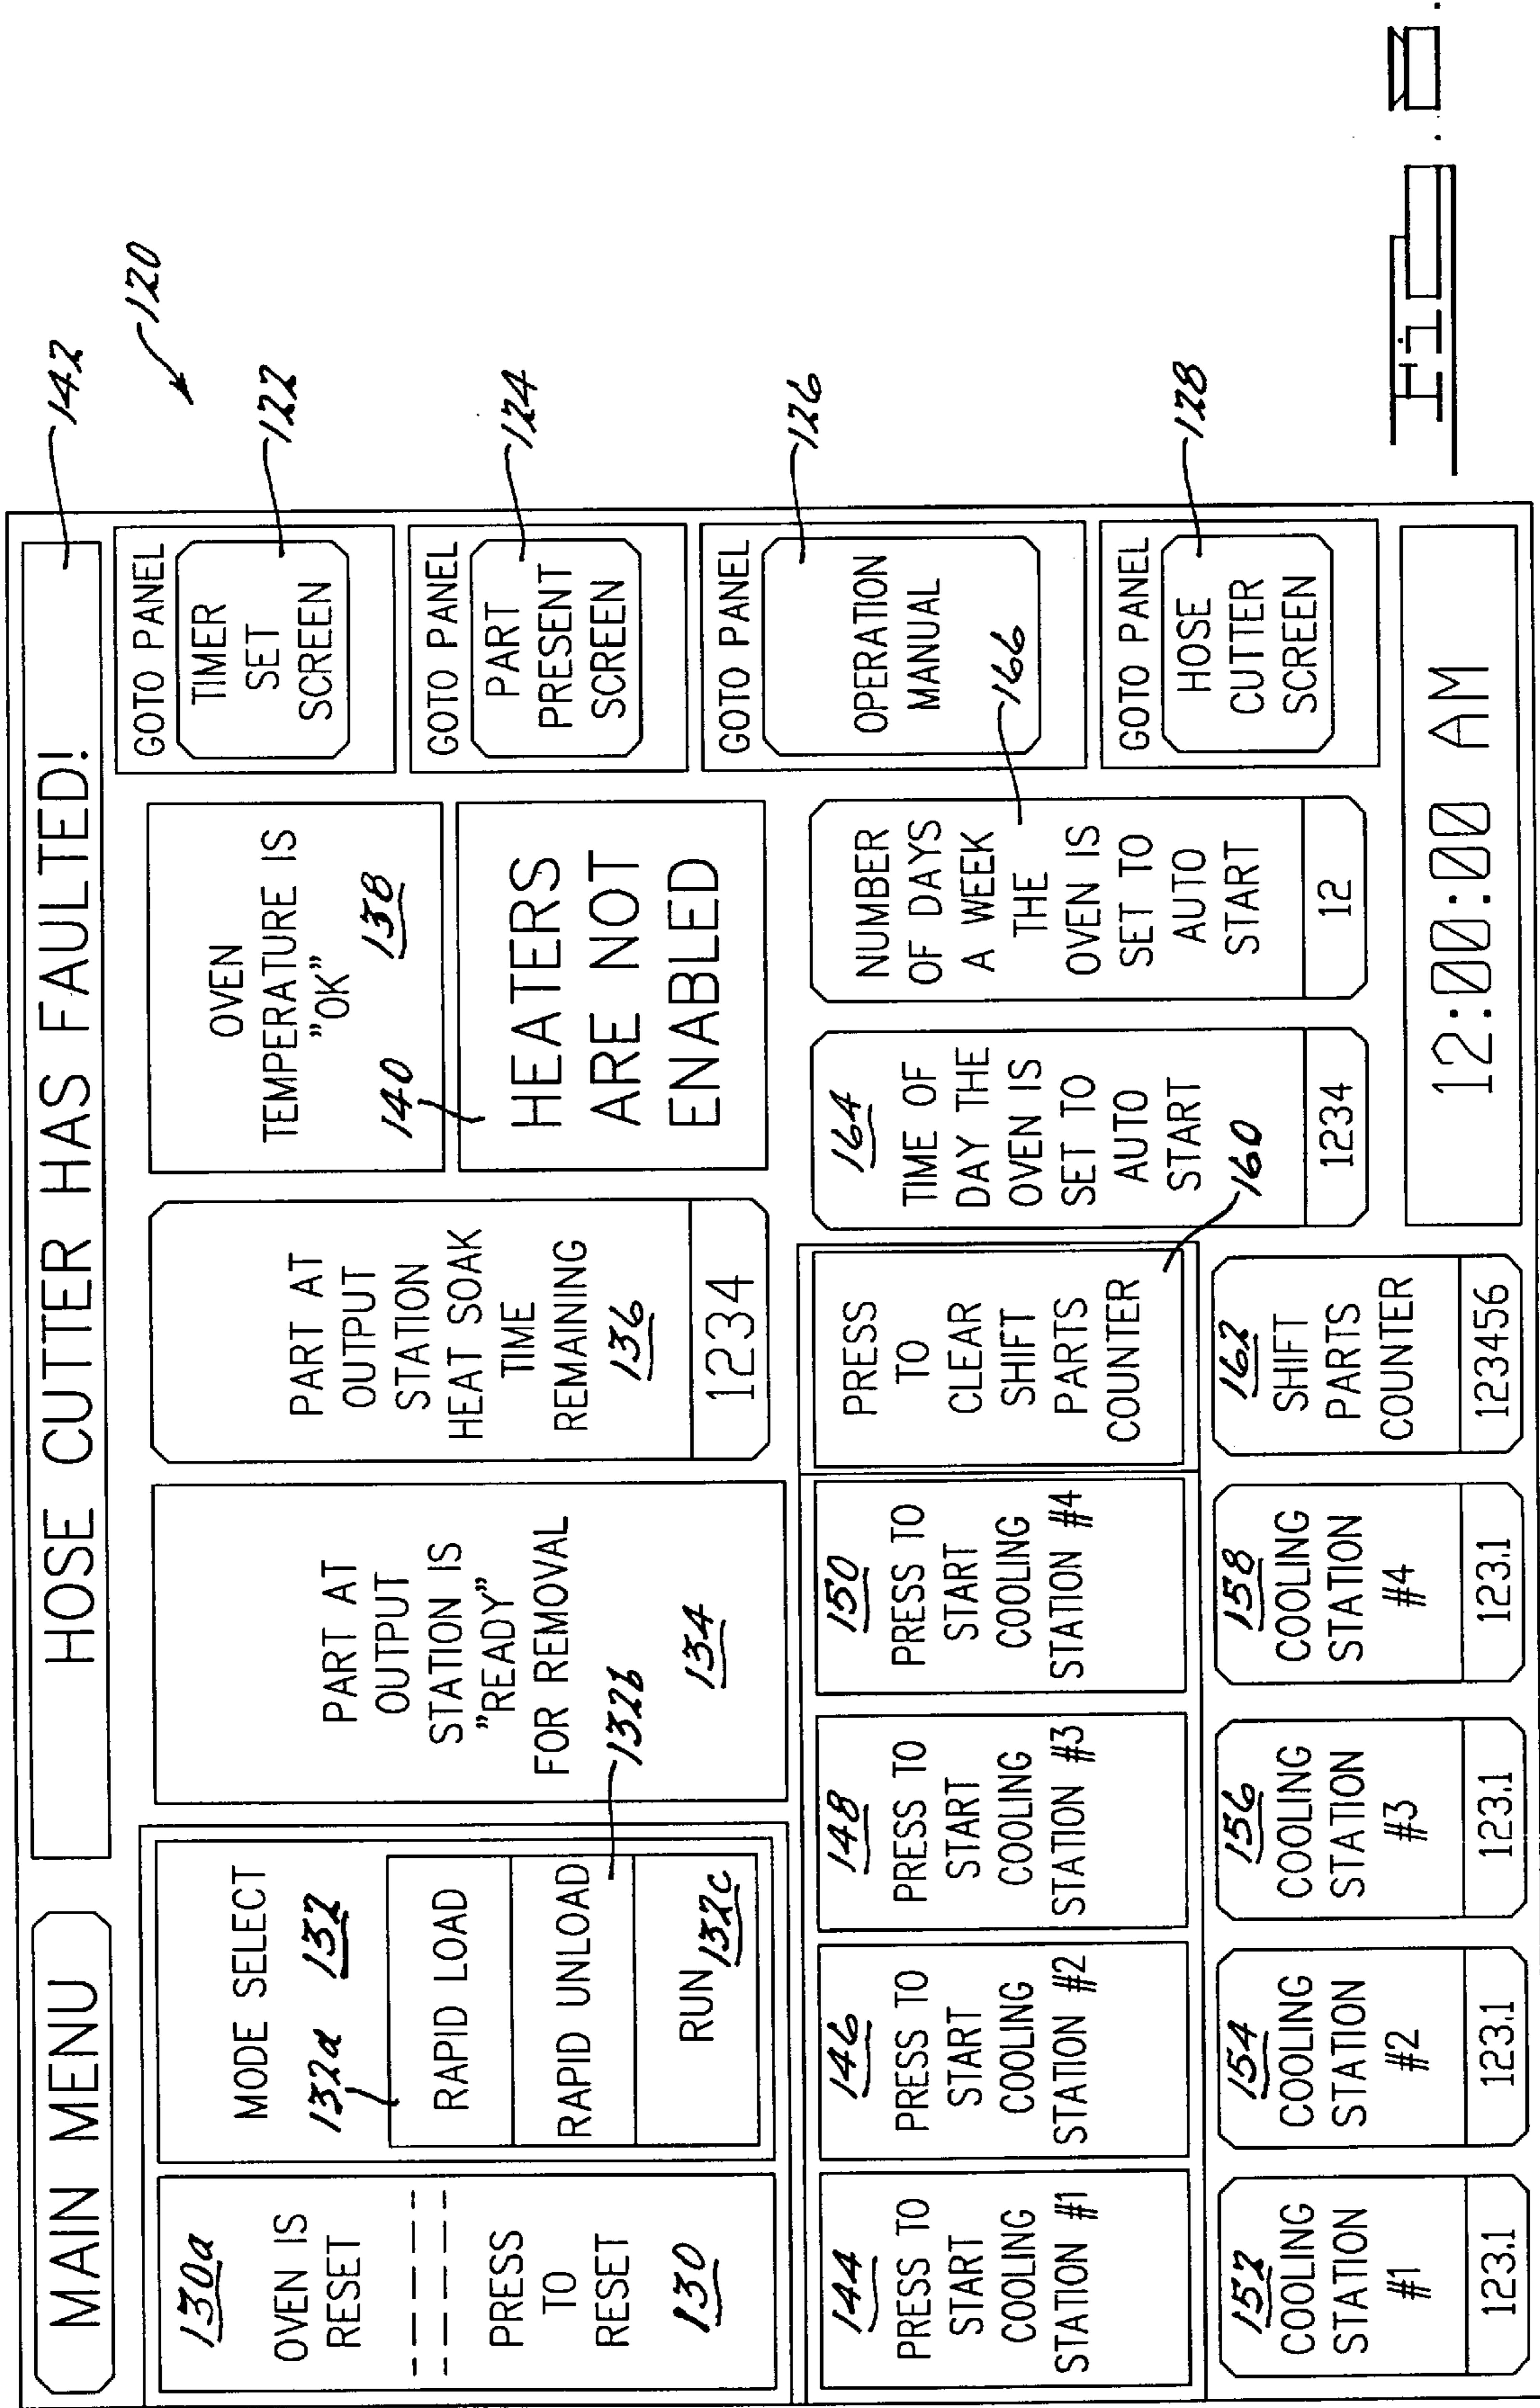 MAIN MENU
HOSE CUTTER HAS FAULTED!
142
120
130a
OVEN IS
RESET
PRESS
TO
RESET
130
MODE SELECT
132a 132
RAPID LOAD
RAPID UNLOAD
RUN 132c
132b
PART AT
OUTPUT
STATION IS
"READY"
FOR REMOVAL
134
PART AT
OUTPUT
STATION
HEAT SOAK
TIME
REMAINING
136
1234
OVEN
TEMPERATURE IS
"OK"
138
140
HEATERS
ARE NOT
ENABLED
GOTO PANEL
TIMER
SET
SCREEN
122
GOTO PANEL
PART
PRESENT
SCREEN
124
GOTO PANEL
OPERATION
MANUAL
126
GOTO PANEL
HOSE
CUTTER
SCREEN
128
144
PRESS TO
START
COOLING
STATION #1
146
PRESS TO
START
COOLING
STATION #2
148
PRESS TO
START
COOLING
STATION #3
150
PRESS TO
START
COOLING
STATION #4
PRESS
TO
CLEAR
SHIFT
PARTS
COUNTER
160
164
TIME OF
DAY THE
OVEN IS
SET TO
AUTO
START
1234
NUMBER
OF DAYS
A WEEK
THE
OVEN IS
SET TO
AUTO
START
12
166
152
COOLING
STATION
#1
123.1
154
COOLING
STATION
#2
123.1
156
COOLING
STATION
#3
123.1
158
COOLING
STATION
#4
123.1
162
SHIFT
PARTS
COUNTER
123456
12:00:00 AM